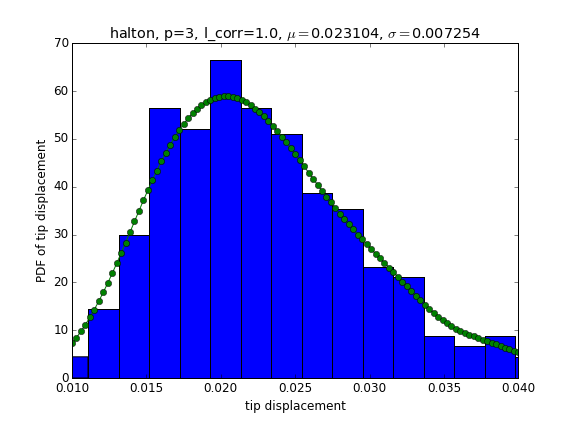 halton, p=3, l_corr=1.0, μ=0.023104, σ=0.007254
70
60
50
40
30
20
10
0
PDF of tip displacement
0.010 0.015 0.020 0.025 0.030 0.035 0.040
tip displacement